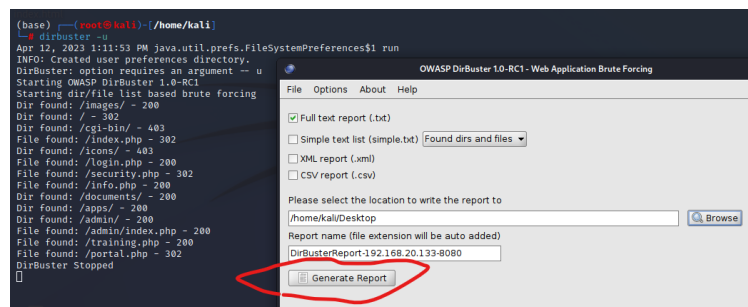 (base) ┌──(root㉿kali)-[/home/kali]
└─# dirbuster -u
Apr 12, 2023 1:11:53 PM java.util.prefs.FileSystemPreferences$1 run
INFO: Created user preferences directory.
DirBuster: option requires an argument -- u
Starting OWASP DirBuster 1.0-RC1
Starting dir/file list based brute forcing
Dir found: /images/ - 200
Dir found: / - 302
Dir found: /cgi-bin/ - 403
File found: /index.php - 302
Dir found: /icons/ - 403
File found: /login.php - 200
File found: /security.php - 302
File found: /info.php - 200
Dir found: /documents/ - 200
Dir found: /apps/ - 200
Dir found: /admin/ - 200
File found: /admin/index.php - 200
File found: /training.php - 200
File found: /portal.php - 302
DirBuster Stopped
OWASP DirBuster 1.0-RC1 - Web Application Brute Forcing
File Options About Help
Full text report (.txt)
Simple text list (simple.txt) Found dirs and files
XML report (.xml)
CSV report (.csv)
Please select the location to write the report to
/home/kali/Desktop
Browse
Report name (file extension will be auto added)
DirBusterReport-192.168.20.133-8080
Generate Report